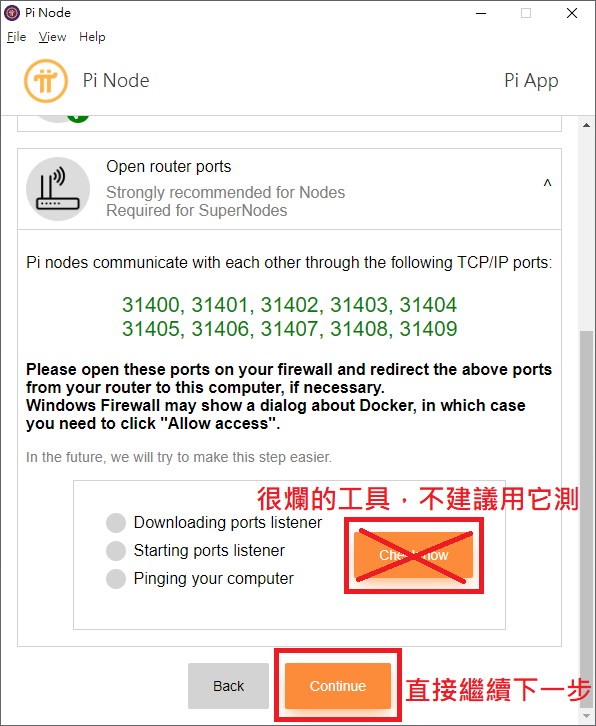 Pi Node
File View Help
Pi Node
Pi App
Open router ports
^
Strongly recommended for Nodes
Required for SuperNodes
Pi nodes communicate with each other through the following TCP/IP ports:
31400, 31401, 31402, 31403, 31404
31405, 31406, 31407, 31408, 31409
Please open these ports on your firewall and redirect the above ports
from your router to this computer, if necessary.
Windows Firewall may show a dialog about Docker, in which case
you need to click "Allow access".
In the future, we will try to make this step easier.
很爛的工具，不建議用它測
Downloading ports listener
Starting ports listener
Check now
Pinging your computer
Back
Continue
直接繼續下一步